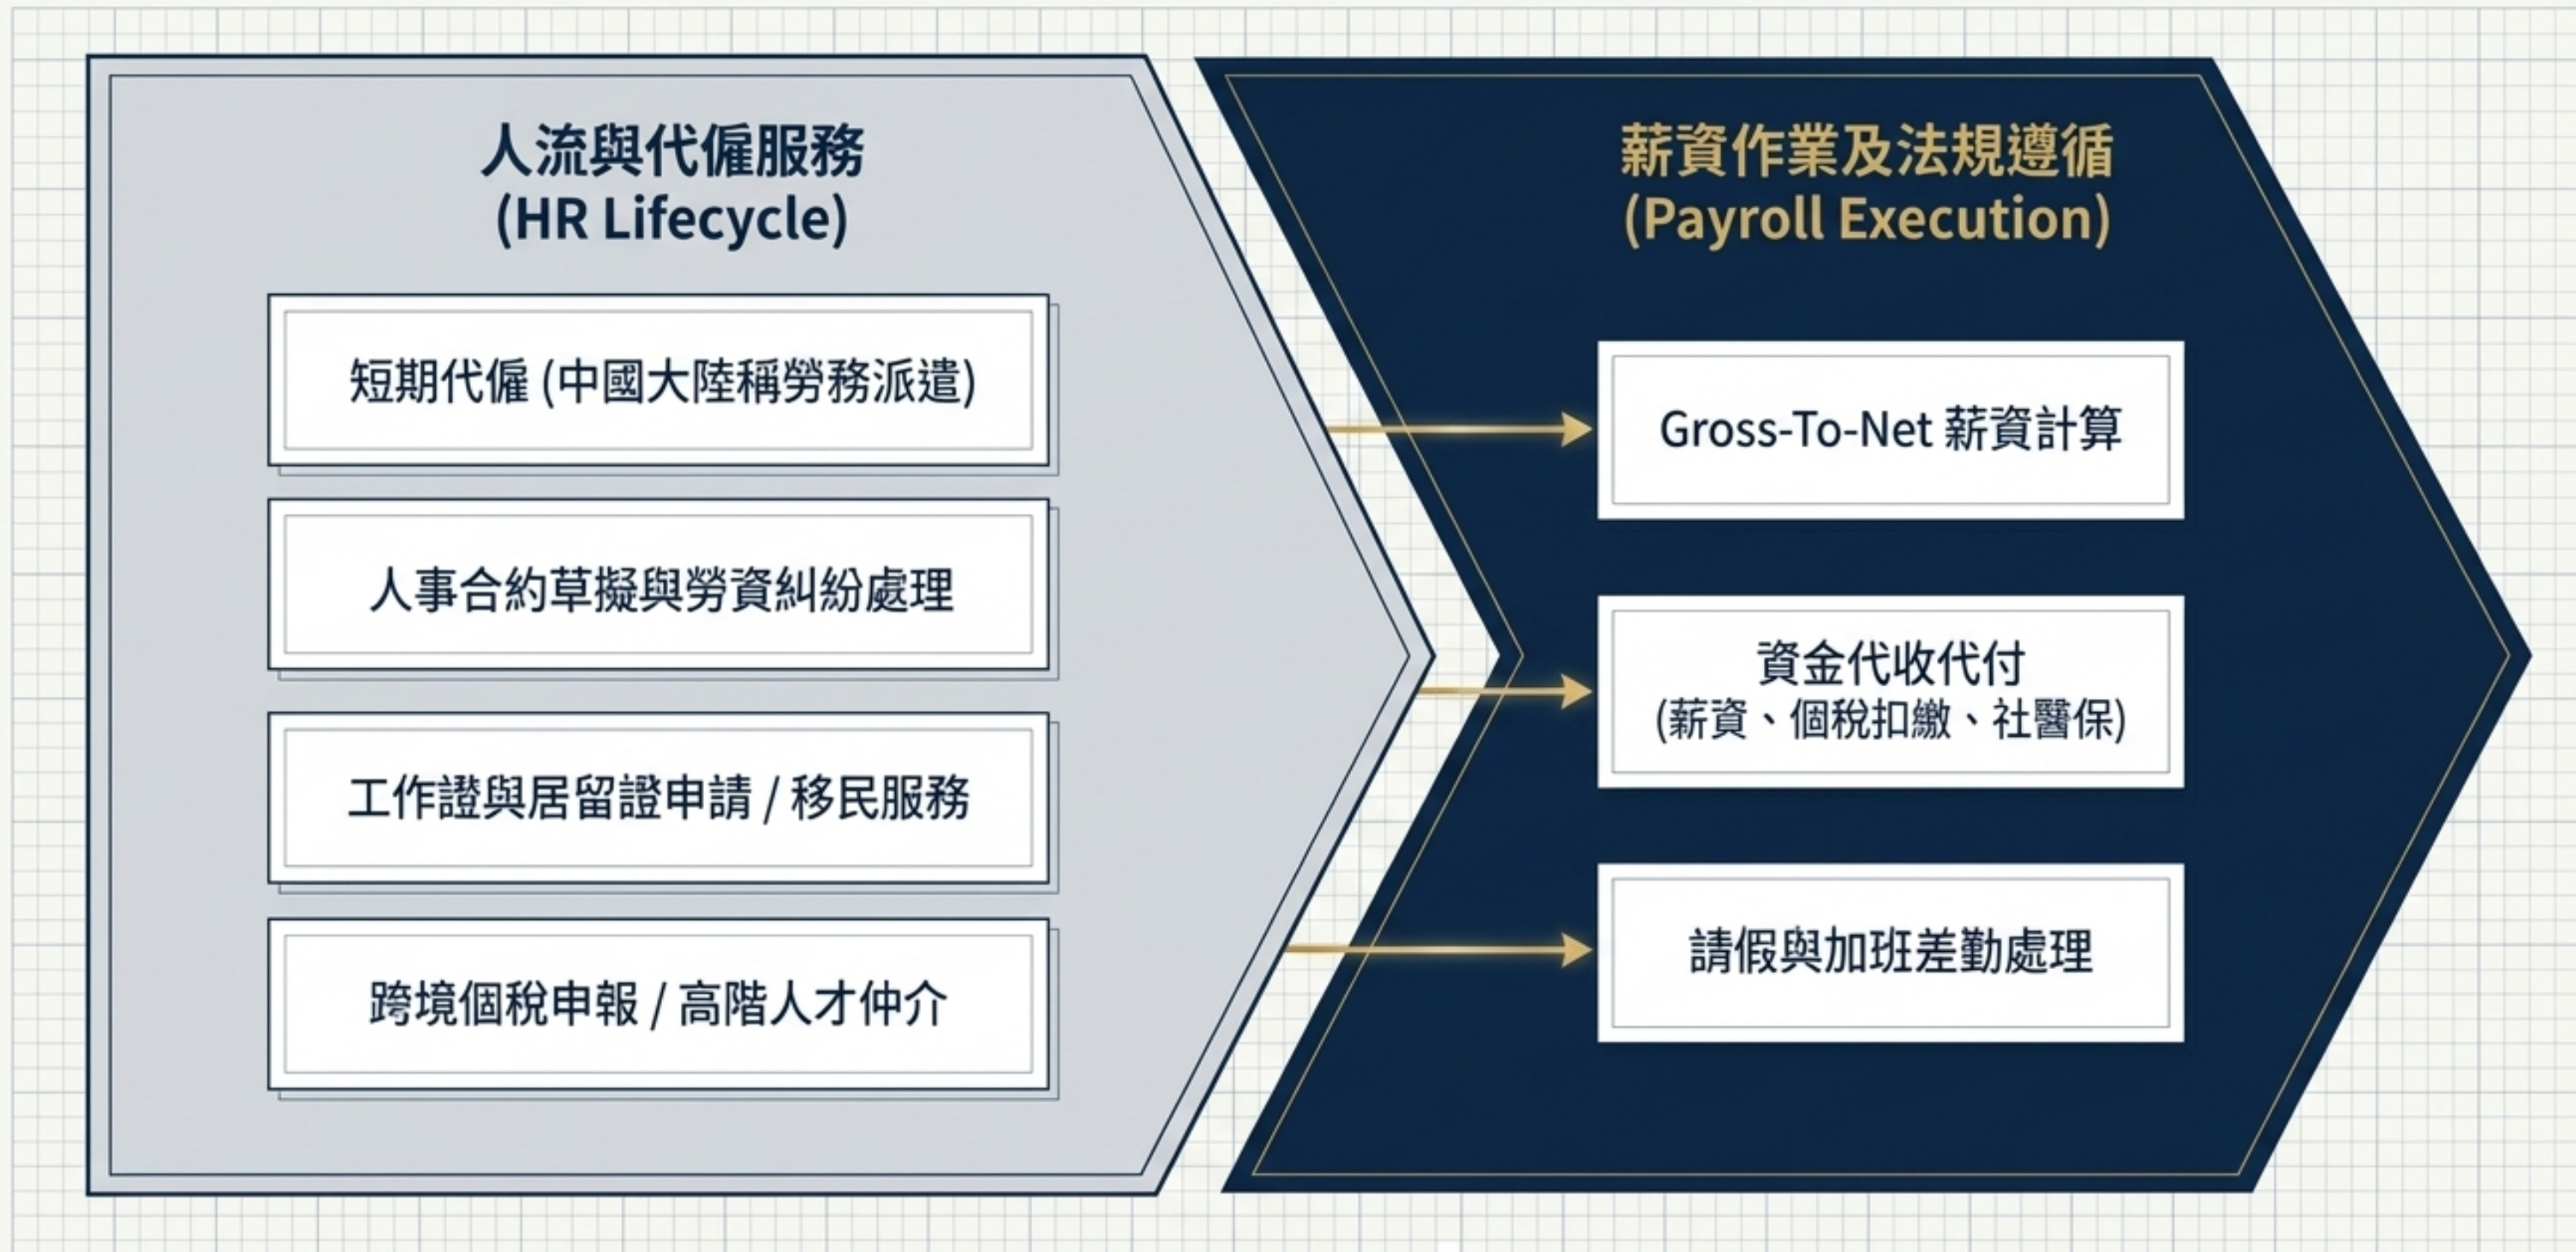 人流與代僱服務
(HR Lifecycle)
短期代僱 (中國大陸稱勞務派遣)
人事合約草擬與勞資糾紛處理
工作證與居留證申請 / 移民服務
跨境個稅申報 / 高階人才仲介
薪資作業及法規遵循
(Payroll Execution)
Gross-To-Net 薪資計算
資金代收代付
(薪資、個稅扣繳、社醫保)
請假與加班差勤處理